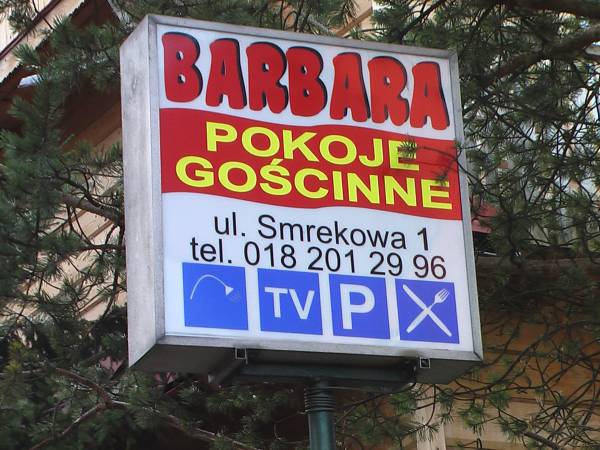 BARBARA
POKOJE
GOŚCINNE
ul. Smrekowa 1
tel. 018 201 29 96
TV P